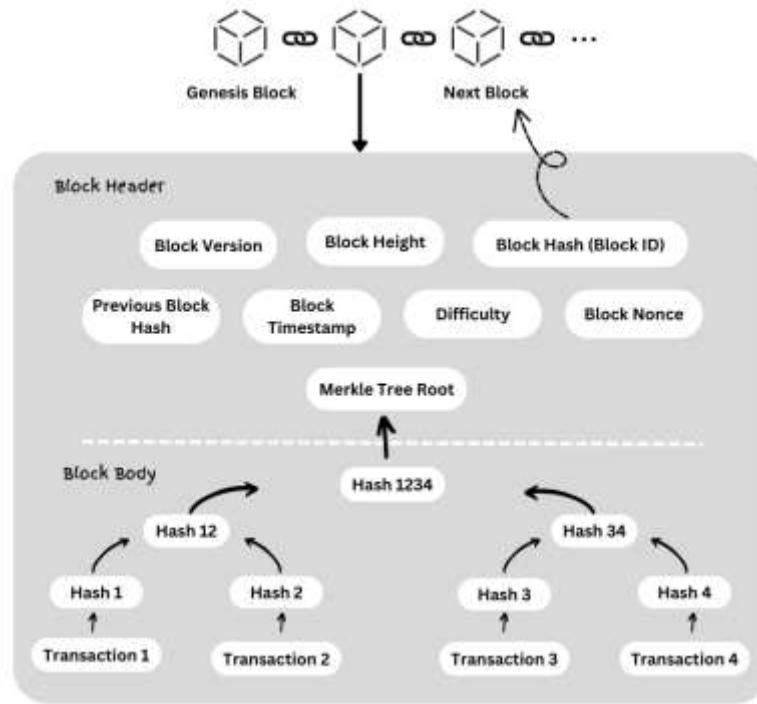 ...
Genesis Block
Next Block
Block Header
Block Version
Block Height
Block Hash (Block ID)
Previous Block
Hash
Block
Timestamp
Difficulty
Block Nonce
Merkle Tree Root
Block Body
Hash 1234
Hash 12
Hash 34
Hash 1
Hash 2
Hash 3
Hash 4
Transaction 1
Transaction 2
Transaction 3
Transaction 4